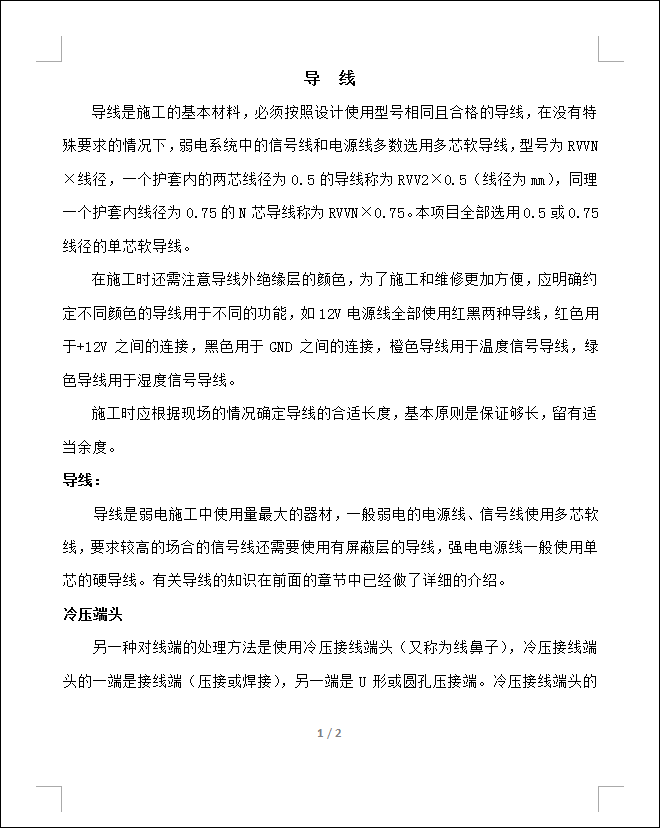 导　线
导线是施工的基本材料，必须按照设计使用型号相同且合格的导线，在没有特
殊要求的情况下，弱电系统中的信号线和电源线多数选用多芯软导线，型号为 RVVN
×线径，一个护套内的两芯线径为 0.5 的导线称为 RVV2×0.5（线径为 mm），同理
一个护套内线径为 0.75 的 N 芯导线称为 RVVN×0.75。本项目全部选用 0.5 或 0.75
线径的单芯软导线。
在施工时还需注意导线外绝缘层的颜色，为了施工和维修更加方便，应明确约
定不同颜色的导线用于不同的功能，如 12V 电源线全部使用红黑两种导线，红色用
于+12V 之间的连接，黑色用于 GND 之间的连接，橙色导线用于温度信号导线，绿
色导线用于湿度信号导线。
施工时应根据现场的情况确定导线的合适长度，基本原则是保证够长，留有适
当余度。
导线：
导线是弱电施工中使用量最大的器材，一般弱电的电源线、信号线使用多芯软
线，要求较高的场合的信号线还需要使用有屏蔽层的导线，强电电源线一般使用单
芯的硬导线。有关导线的知识在前面的章节中已经做了详细的介绍。
冷压端头
另一种对线端的处理方法是使用冷压接线端头（又称为线鼻子），冷压接线端
头的一端是接线端（压接或焊接），另一端是 U 形或圆孔压接端。冷压接线端头的
1 / 2